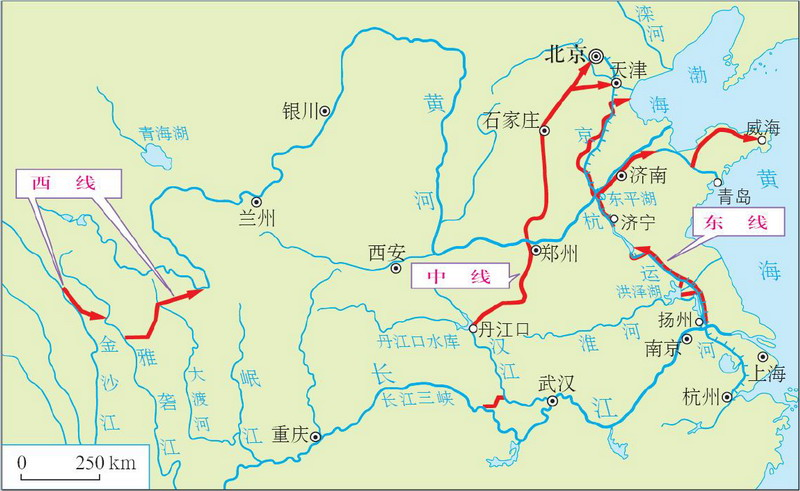 滦河
北京
天津
渤海
银川
黄河
石家庄
京杭运河
威海
青海湖
西 线
济南
青岛
黄海
兰州
东平湖
济宁
东 线
西安
郑州
中 线
洪泽湖
丹江口
扬州
丹江口水库
汉江
淮河
南京
金沙江
雅砻江
大渡河
岷江
长江
长江三峡
武汉
上海
杭州
重庆
0 250 km